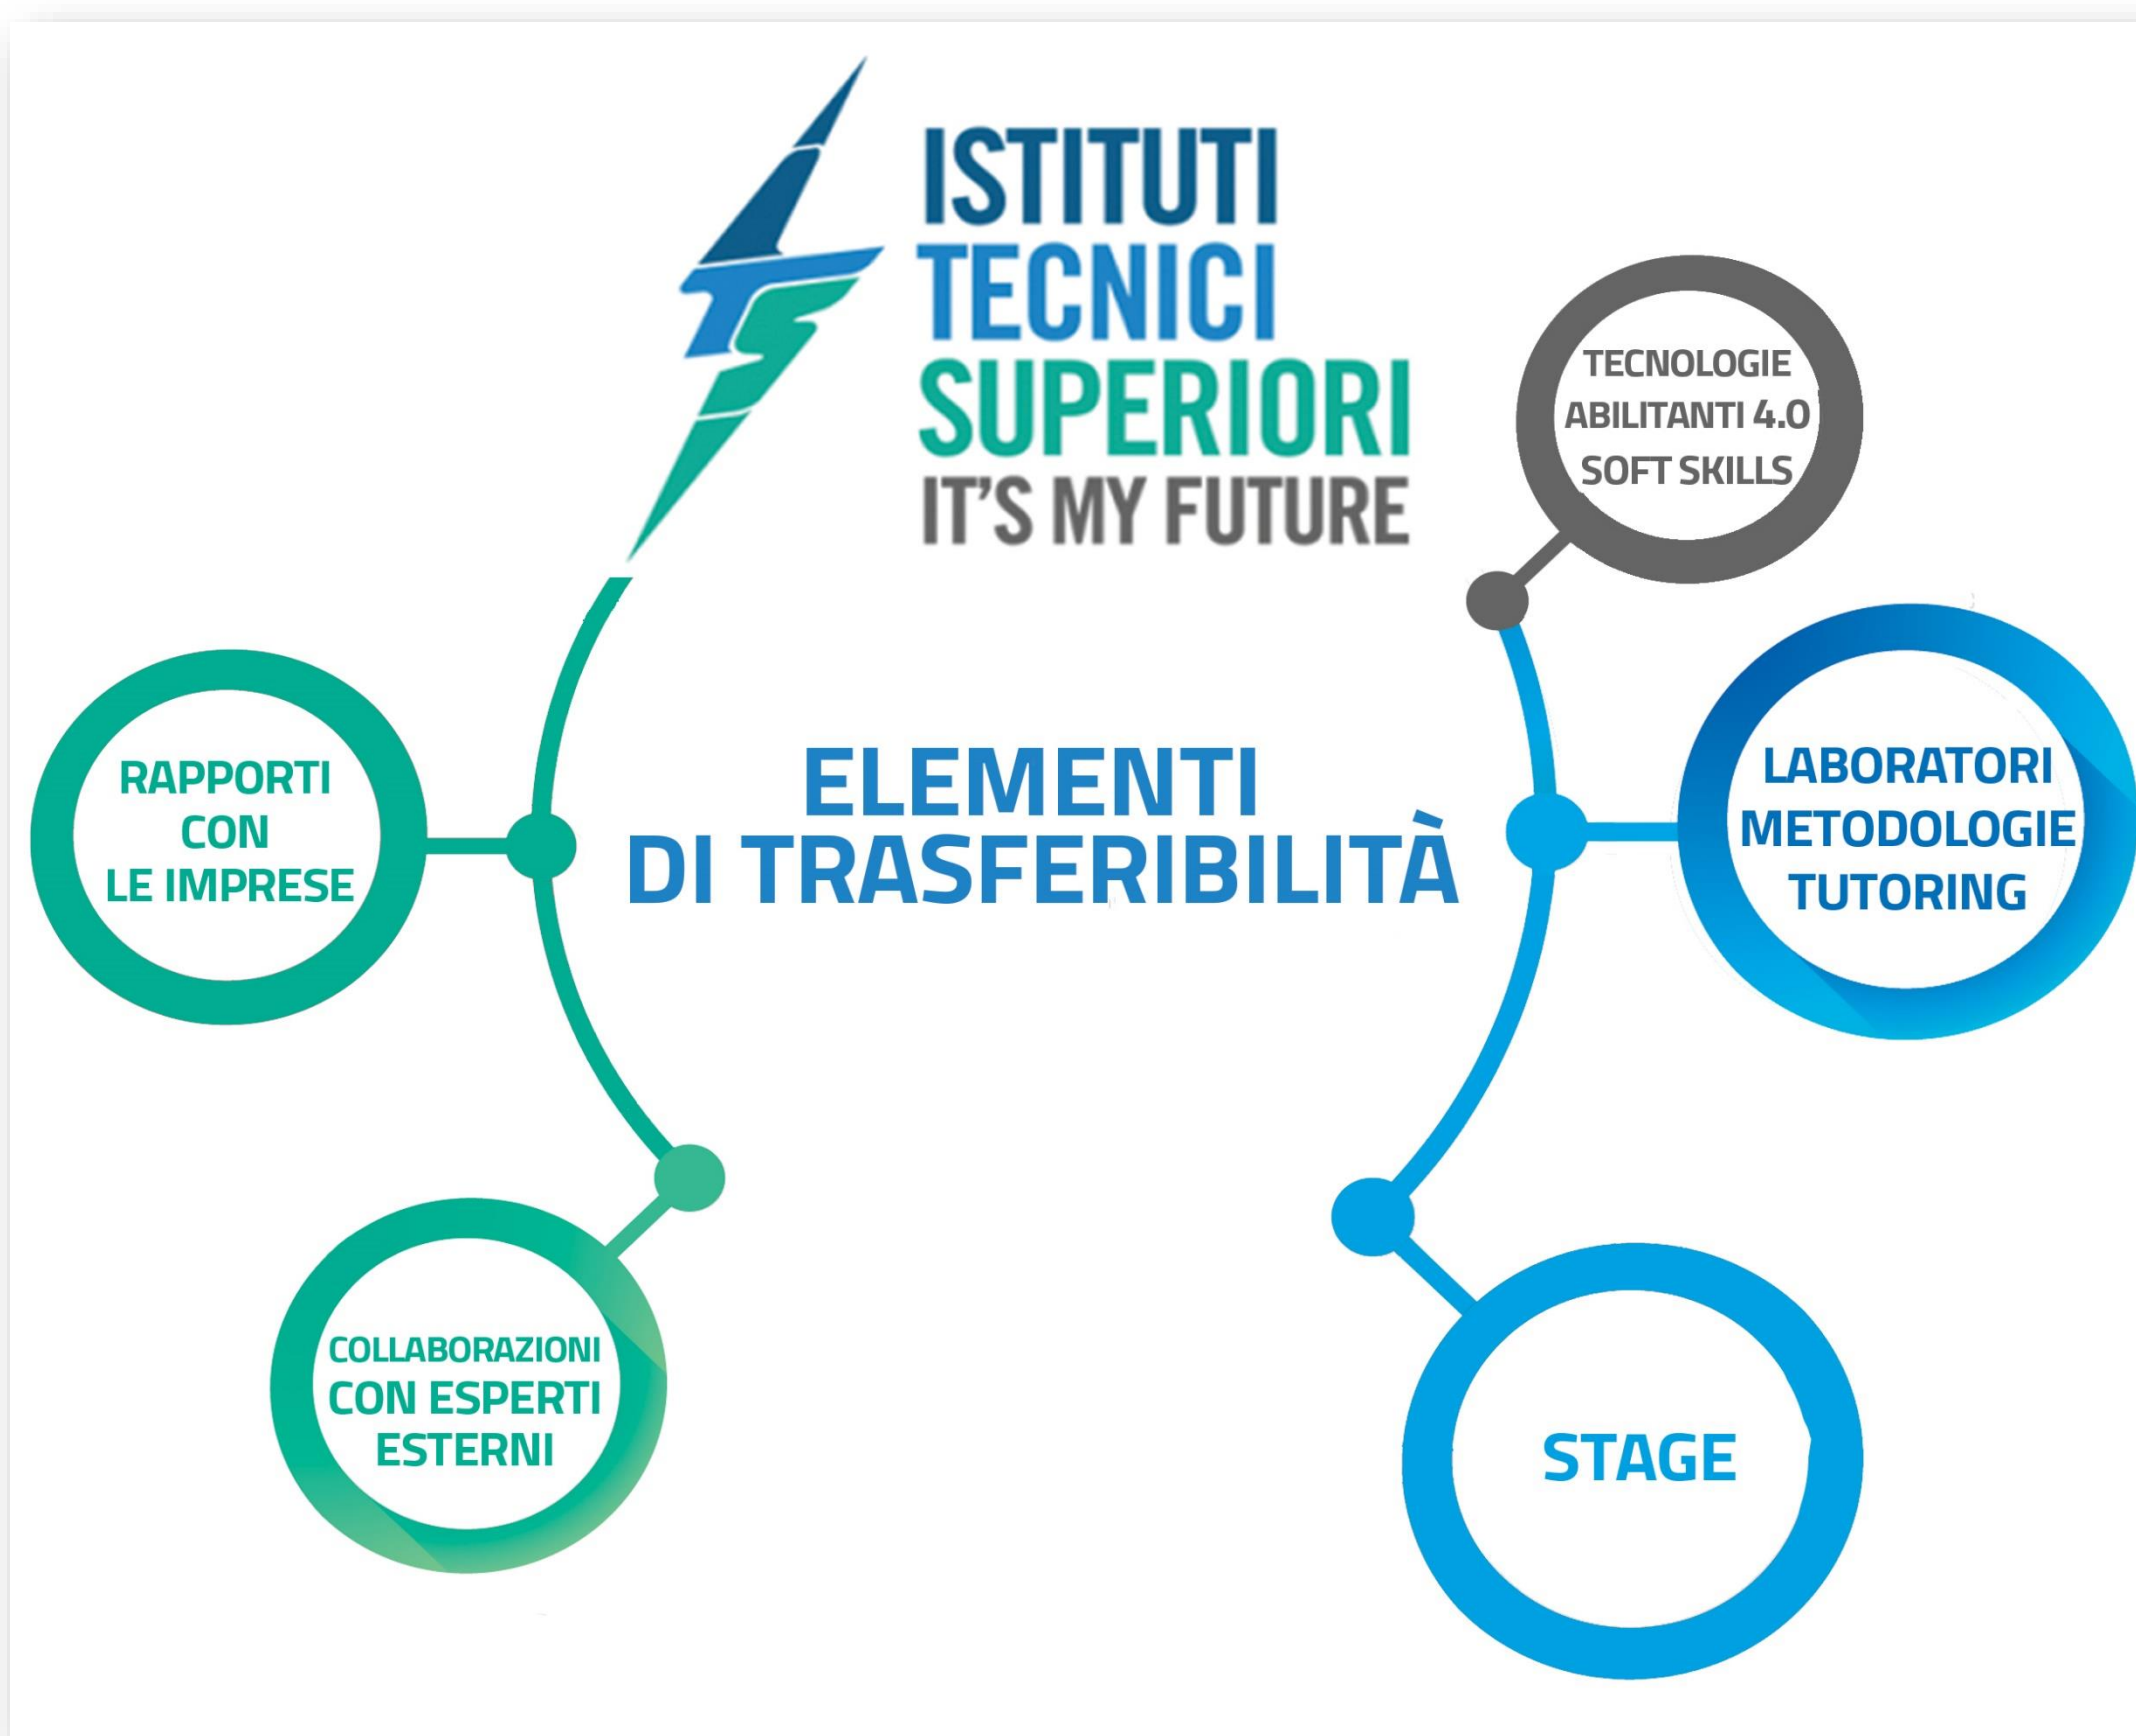 ISTITUTI
TECNICI
SUPERIORI
IT'S MY FUTURE
TECNOLOGIE
ABILITANTI 4.0
SOFT SKILLS
ELEMENTI
DI TRASFERIBILITÀ
RAPPORTI
CON
LE IMPRESE
LABORATORI
METODOLOGIE
TUTORING
COLLABORAZIONI
CON ESPERTI
ESTERNI
STAGE